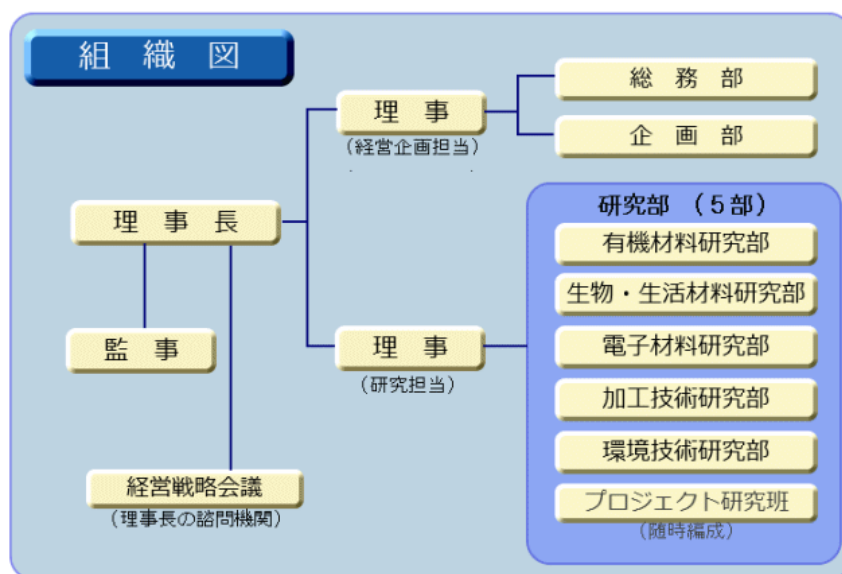 組織図
理事
(経営企画担当)
総務部
企画部
理事長
監事
経営戦略会議
(理事長の諮問機関)
理事
(研究担当)
研究部 (5部)
有機材料研究部
生物・生活材料研究部
電子材料研究部
加工技術研究部
環境技術研究部
プロジェクト研究班
(随時編成)